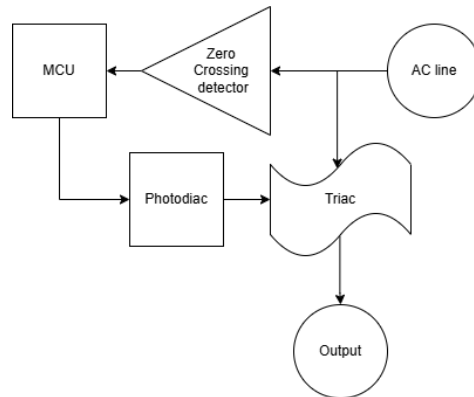 MCU
Zero
Crossing
detector
AC line
Photodiac
Triac
Output